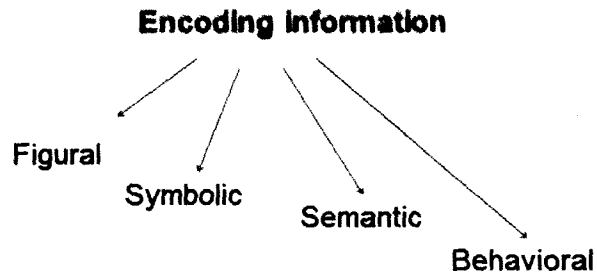 Encoding information
Figural
Symbolic
Semantic
Behavioral